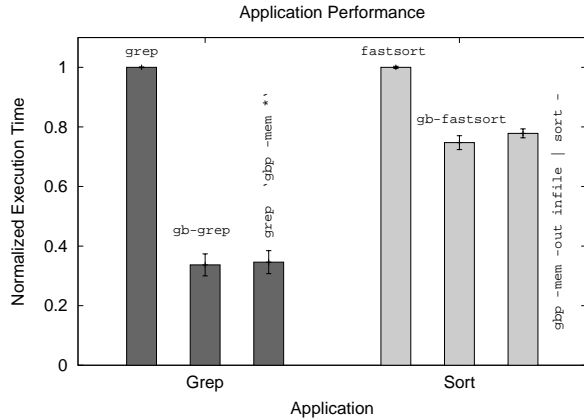 Application Performance
Normalized Execution Time
1
0.8
0.6
0.4
0.2
0
grep
gb-grep
grep `gbp -mem *`
fastsort
gb-fastsort
gbp -mem -out infile | sort -
Grep
Sort
Application